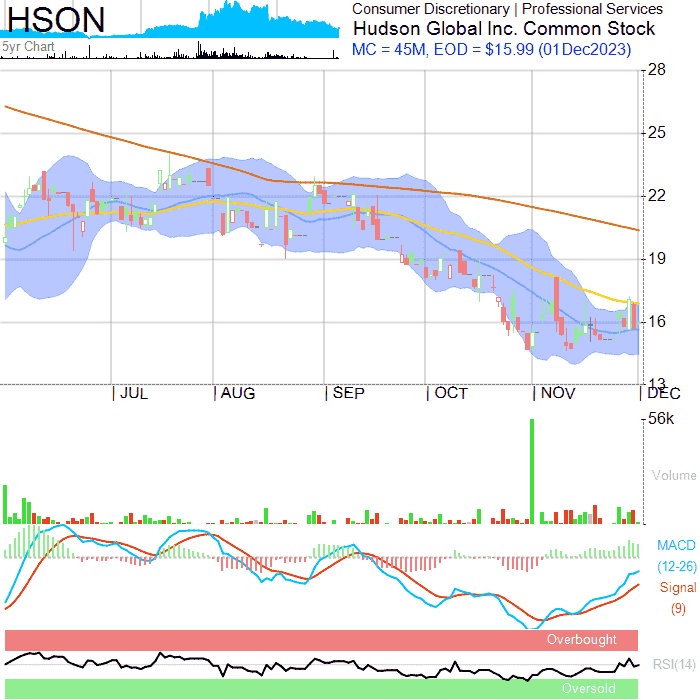 HSON
5yr Chart
Consumer Discretionary | Professional Services
Hudson Global Inc. Common Stock
MC = 45M, EOD = $15.99 (01Dec2023)
28
25
22
19
16
13
| JUL
| AUG
| SEP
| OCT
| NOV
| DEC
56k
Volume
MACD
(12-26)
Signal
(9)
Overbought
RSI(14)
Oversold